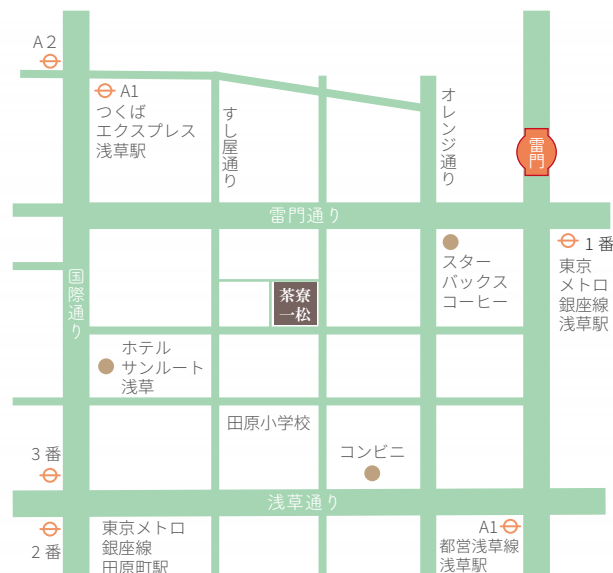 A2
A1
つくば
エクスプレス
浅草駅
すし屋通り
オレンジ通り
雷門
雷門通り
1番
東京
メトロ
銀座線
浅草駅
スター
バックス
コーヒー
国際通り
茶寮
一松
ホテル
サンルート
浅草
田原小学校
コンビニ
3番
浅草通り
2番
東京メトロ
銀座線
田原町駅
A1
都営浅草線
浅草駅